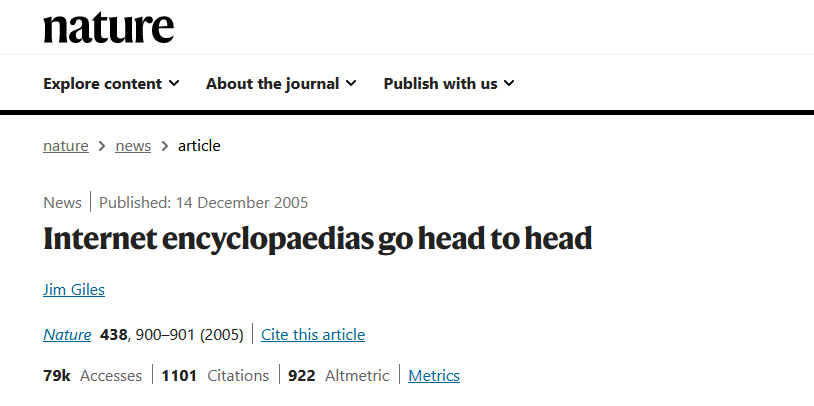 nature
Explore content About the journal Publish with us
nature > news > article
News | Published: 14 December 2005
Internet encyclopaedias go head to head
Jim Giles
Nature 438, 900–901 (2005) | Cite this article
79k Accesses | 1101 Citations | 922 Altmetric | Metrics